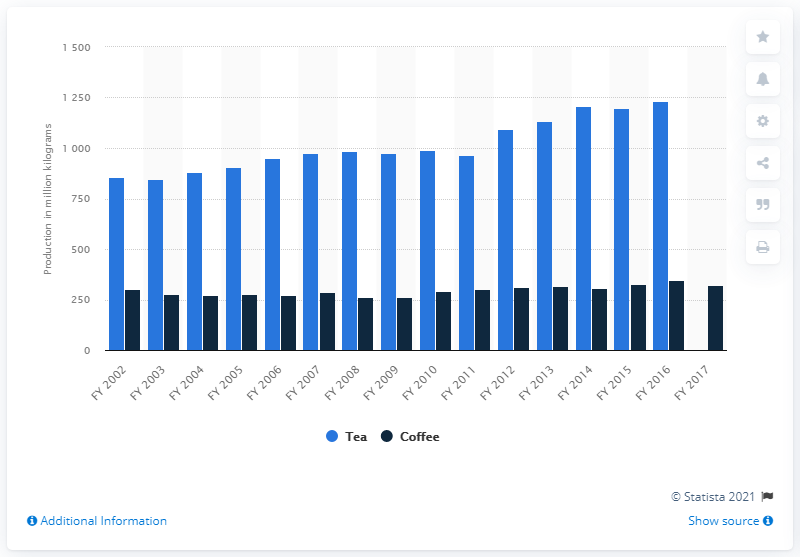 1 500
1 250
1 000
750
500
250
0
Production in million kilograms
FY 2002
FY 2003
FY 2004
FY 2005
FY 2006
FY 2007
FY 2008
FY 2009
FY 2010
FY 2011
FY 2012
FY 2013
FY 2014
FY 2015
FY 2016
FY 2017
Tea Coffee
© Statista 2021
Additional Information Show source